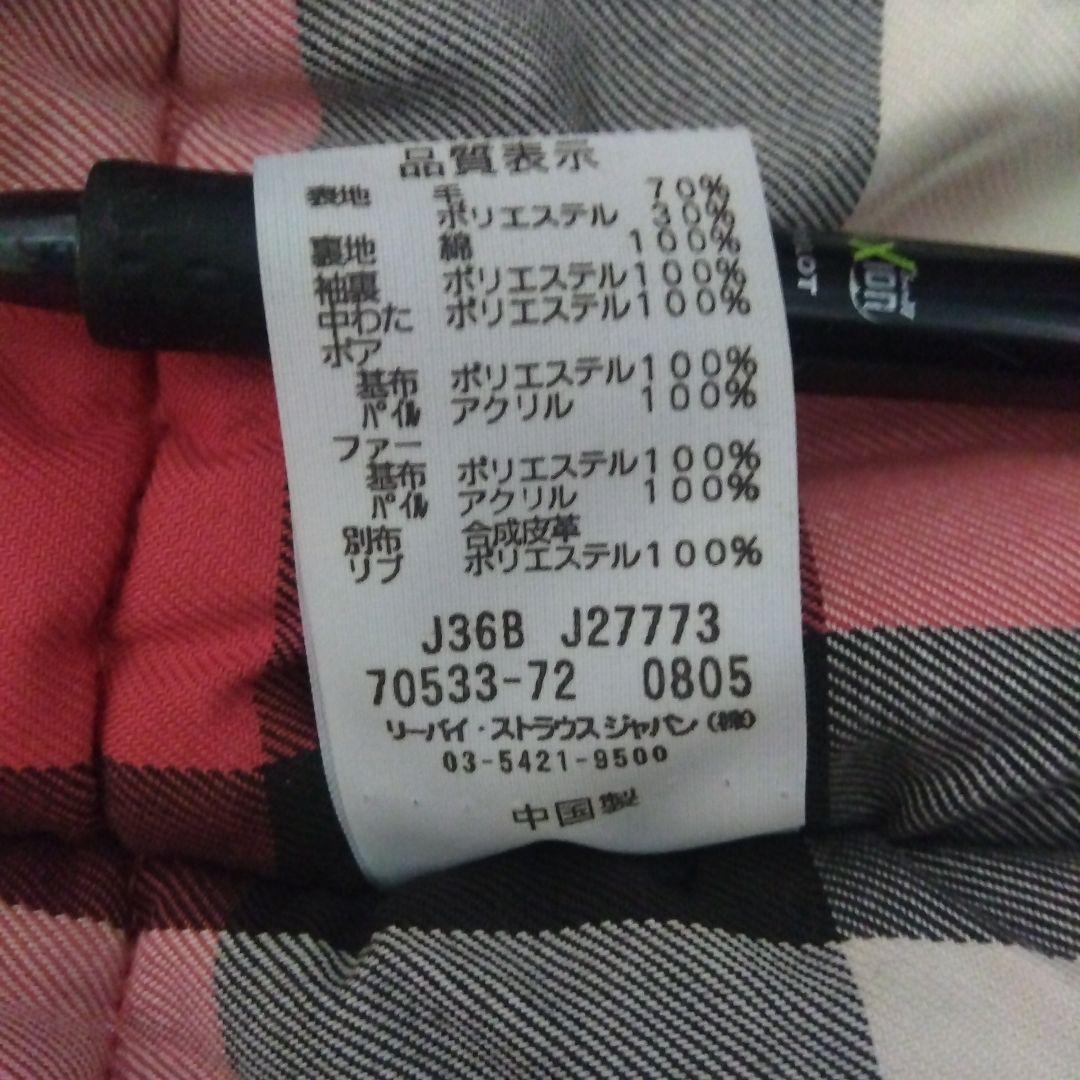 品質表示
表地 毛 70%
ポリエステル 30%
裏地 綿 100%
袖裏 ポリエステル100%
中わた ポリエステル100%
ボア
基布 ポリエステル100%
パイル アクリル 100%
ファー
基布 ポリエステル100%
パイル アクリル 100%
別布 合成皮革
リブ ポリエステル100%
J36B J27773
70533-72 0805
リーバイ・ストラウスジャパン(株)
03-5421-9500
中国製